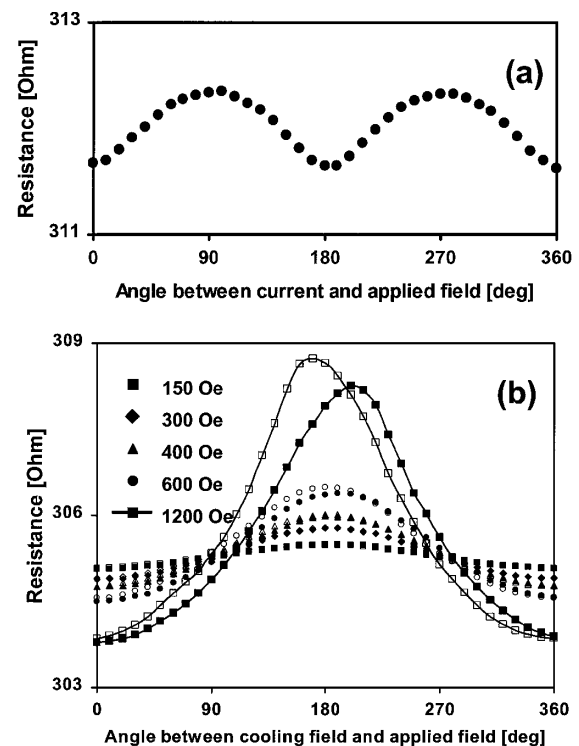 313
(a)
Resistance [Ohm]
311
0 90 180 270 360
Angle between current and applied field [deg]
309
(b)
150 Oe
300 Oe
400 Oe
600 Oe
1200 Oe
306
Resistance [Ohm]
303
0 90 180 270 360
Angle between cooling field and applied field [deg]